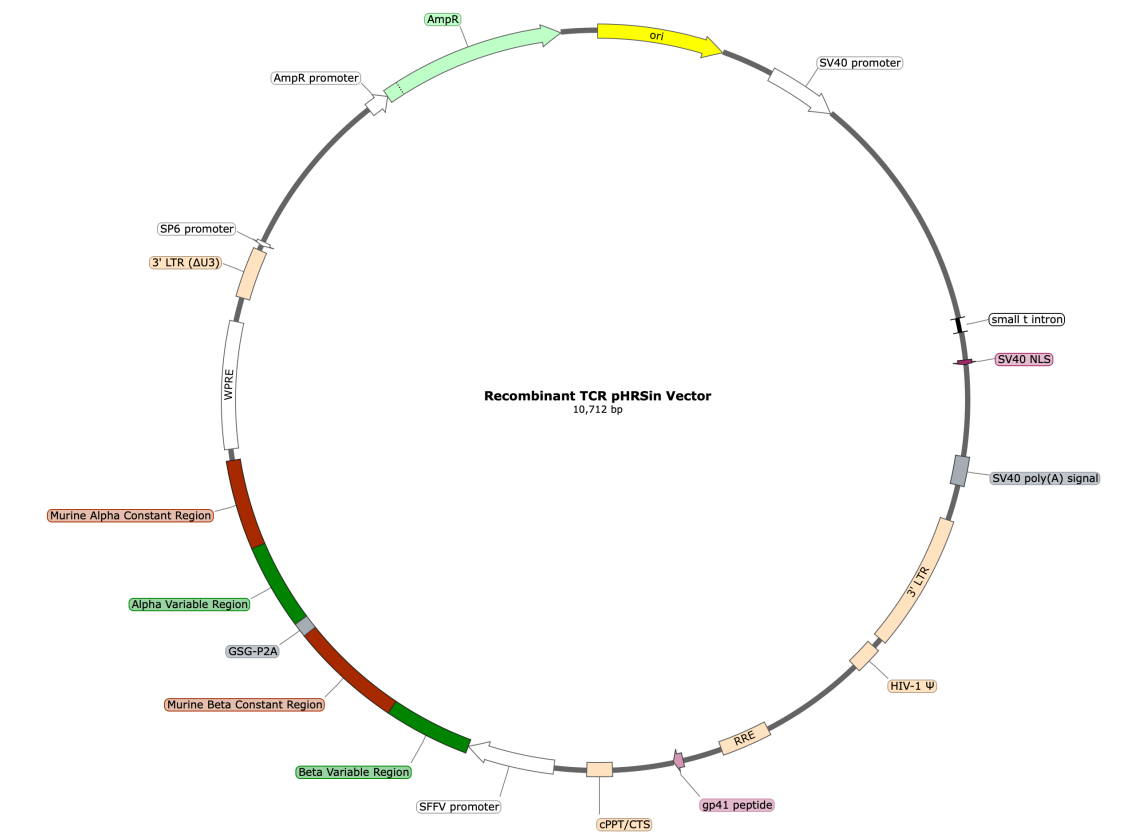 AmpR
ori
AmpR promoter
SV40 promoter
SP6 promoter
3' LTR (ΔU3)
small t intron
SV40 NLS
WPRE
Recombinant TCR pHRSin Vector
10,712 bp
SV40 poly(A) signal
Murine Alpha Constant Region
3' LTR
Alpha Variable Region
GSG-P2A
HIV-1 Ψ
Murine Beta Constant Region
RRE
Beta Variable Region
gp41 peptide
SFFV promoter
cPPT/CTS